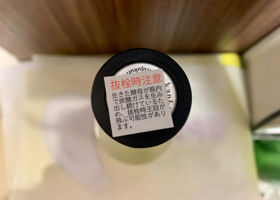 抜栓時注意
生きた酵母が瓶内
で炭酸ガスを生み
出し続けているた
め、抜栓時王冠が
飛ぶ可能性があり
ます。